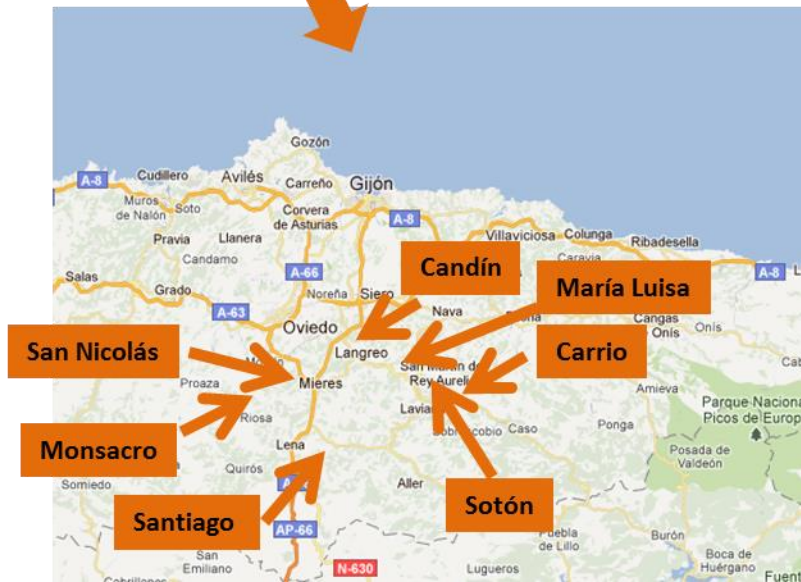 Gozón
A-8
Cudillero
Avilés
Carreño
Gijón
Muros
de Nalón
Soto
Corvera
de Asturias
A-8
Villaviciosa
Colunga
Ribadesella
Pravia
Llanera
Caravia
Candamo
A-66
Candín
A-8
Salas
Noreña
Siero
María Luisa
Grado
A-63
Nava
Cangas
de Onís
Onís
Oviedo
San Nicolás
Langreo
Carrio
San Martín del
Rey Aurelio
Proaza
Mieres
Amieva
Parque Naciona
Picos de Europ
Riosa
Monsacro
Caso
Ponga
Lena
Posada de
Valdeón
Quirós
Somiedo
Aller
Sotón
Santiago
AP-66
Puebla
de Lillo
Burón
San
Emiliano
Boca de
Huérgano
N-630
Lugueros